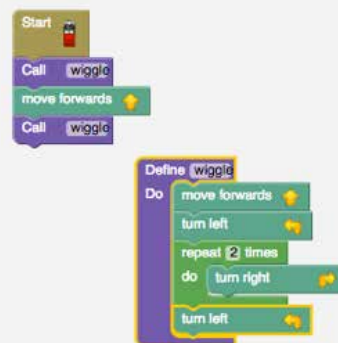 Start
Call wiggle
move forwards
Call wiggle
Define wiggle
Do move forwards
turn left
repeat 2 times
do turn right
turn left